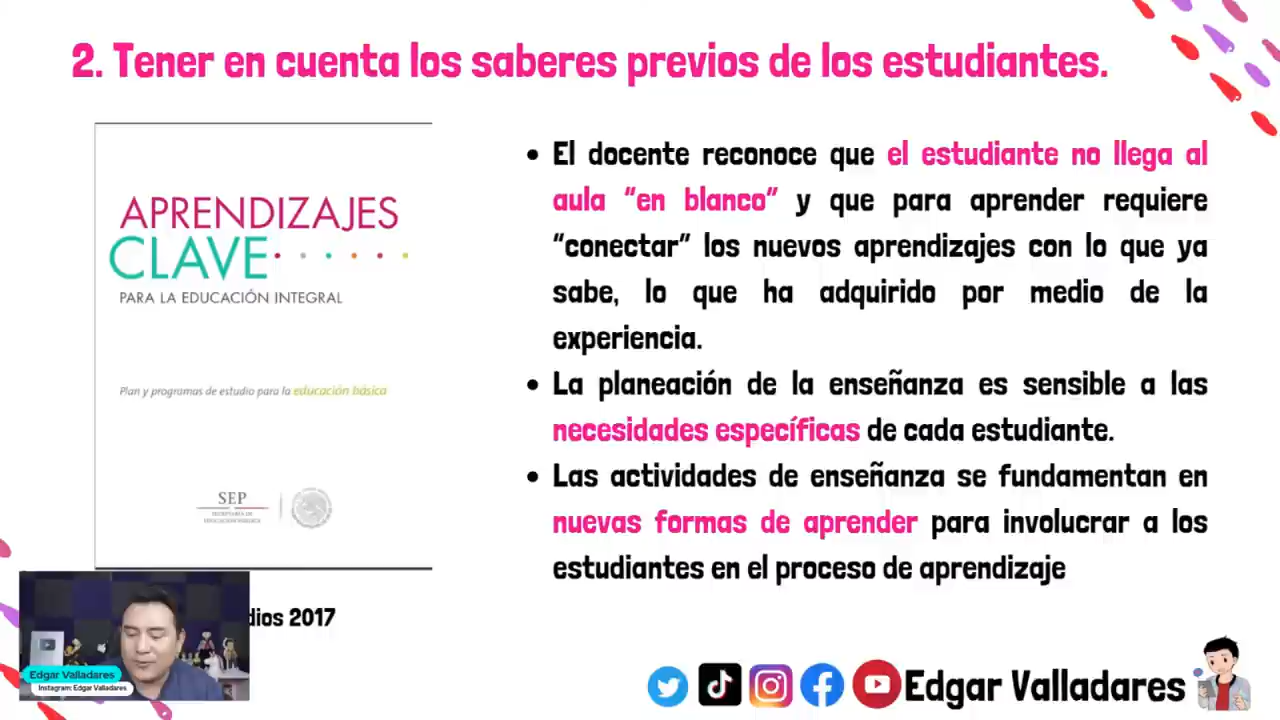 2. Tener en cuenta los saberes previos de los estudiantes.
APRENDIZAJES
CLAVE
PARA LA EDUCACIÓN INTEGRAL
Plan y programas de estudio para la educación básica
SEP
SECRETARÍA DE
EDUCACIÓN PÚBLICA
dios 2017
• El docente reconoce que el estudiante no llega al
aula “en blanco” y que para aprender requiere
“conectar” los nuevos aprendizajes con lo que ya
sabe, lo que ha adquirido por medio de la
experiencia.
• La planeación de la enseñanza es sensible a las
necesidades específicas de cada estudiante.
• Las actividades de enseñanza se fundamentan en
nuevas formas de aprender para involucrar a los
estudiantes en el proceso de aprendizaje
Edgar Valladares
Instagram: Edgar Valladares
Edgar Valladares